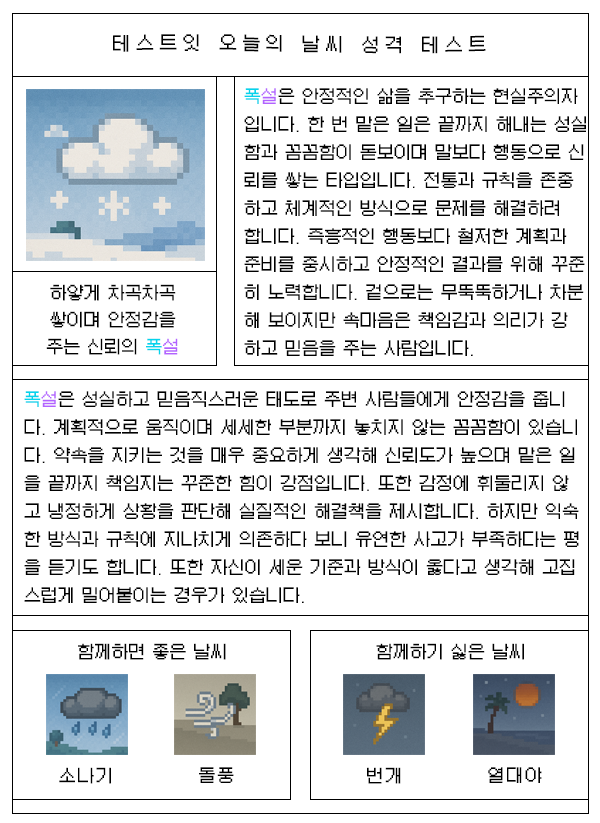 테스트잇 오늘의 날씨 성격 테스트
폭설은 안정적인 삶을 추구하는 현실주의자
입니다. 한 번 맡은 일은 끝까지 해내는 성실
함과 꼼꼼함이 돋보이며 말보다 행동으로 신
뢰를 쌓는 타입입니다. 전통과 규칙을 존중
하고 체계적인 방식으로 문제를 해결하려
합니다. 즉흥적인 행동보다 철저한 계획과
준비를 중시하고 안정적인 결과를 위해 꾸준
히 노력합니다. 겉으로는 무뚝뚝하거나 차분
해 보이지만 속마음은 책임감과 의리가 강
하고 믿음을 주는 사람입니다.
하얗게 차곡차곡
쌓이며 안정감을
주는 신뢰의 폭설
폭설은 성실하고 믿음직스러운 태도로 주변 사람들에게 안정감을 줍니
다. 계획적으로 움직이며 세세한 부분까지 놓치지 않는 꼼꼼함이 있습니
다. 약속을 지키는 것을 매우 중요하게 생각해 신뢰도가 높으며 맡은 일
을 끝까지 책임지는 꾸준한 힘이 강점입니다. 또한 감정에 휘둘리지 않
고 냉정하게 상황을 판단해 실질적인 해결책을 제시합니다. 하지만 익숙
한 방식과 규칙에 지나치게 의존하다 보니 유연한 사고가 부족하다는 평
을 듣기도 합니다. 또한 자신이 세운 기준과 방식이 옳다고 생각해 고집
스럽게 밀어붙이는 경우가 있습니다.
함께하면 좋은 날씨
소나기
돌풍
함께하기 싫은 날씨
번개
열대야